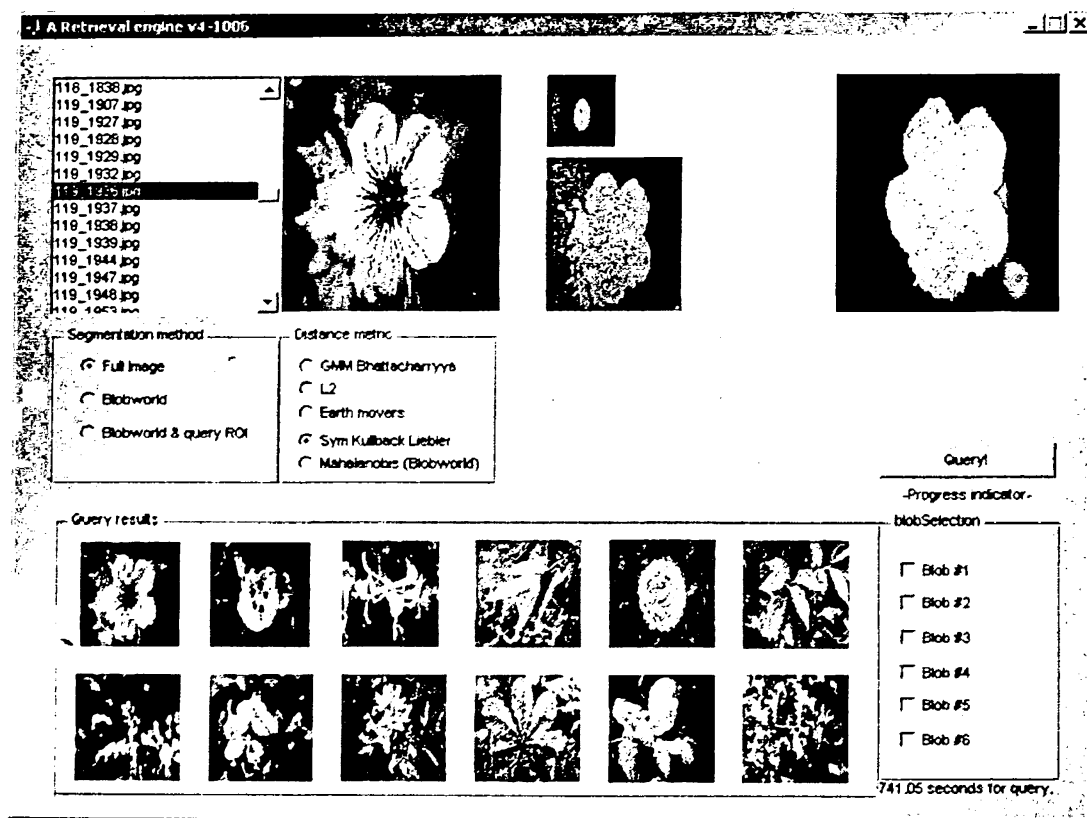 A Retrieval engine v4-1006
118_1838.jpg
119_1907.jpg
119_1927.jpg
119_1928.jpg
119_1929.jpg
119_1932.jpg
119_1937.jpg
119_1938.jpg
119_1939.jpg
119_1944.jpg
119_1947.jpg
119_1948.jpg
119_1953.jpg
Segmentation method
Full Image
Blobworld
Blobworld & query ROI
Distance metric
GMM Bhattacharryya
L2
Earth movers
Sym Kullback Liebler
Mahalanobis (Blobworld)
Query!
-Progress indicator-
Query results
blobSelection
Blob #1
Blob #2
Blob #3
Blob #4
Blob #5
Blob #6
741.05 seconds for query.